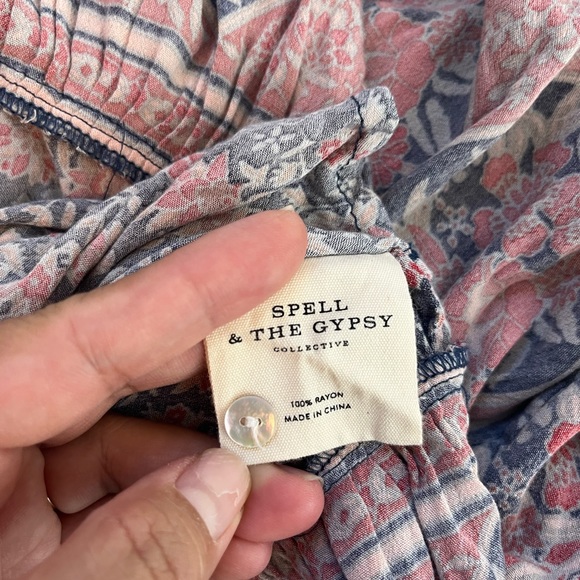 SPELL
& THE GYPSY
COLLECTIVE
100% RAYON
MADE IN CHINA